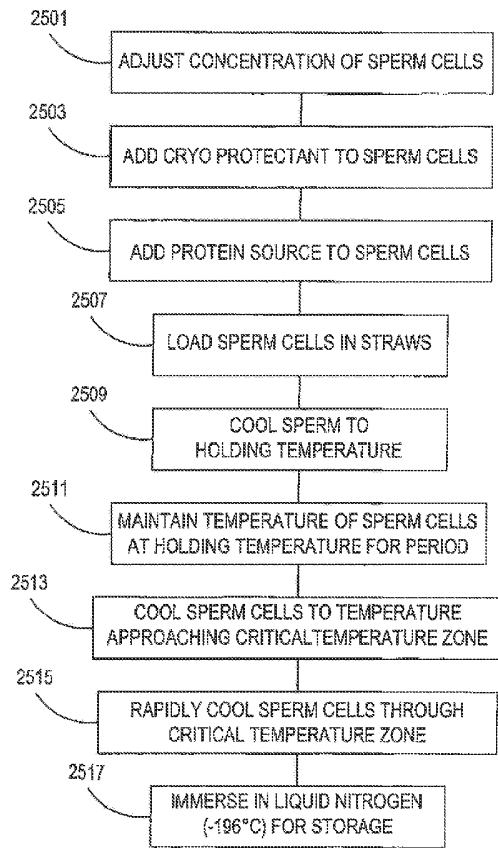 2501
ADJUST CONCENTRATION OF SPERM CELLS
2503
ADD CRYO PROTECTANT TO SPERM CELLS
2505
ADD PROTEIN SOURCE TO SPERM CELLS
2507
LOAD SPERM CELLS IN STRAWS
2509
COOL SPERM TO
HOLDING TEMPERATURE
2511
MAINTAIN TEMPERATURE OF SPERM CELLS
AT HOLDING TEMPERATURE FOR PERIOD
2513
COOL SPERM CELLS TO TEMPERATURE
APPROACHING CRITICALTEMPERATURE ZONE
2515
RAPIDLY COOL SPERM CELLS THROUGH
CRITICAL TEMPERATURE ZONE
2517
IMMERSE IN LIQUID NITROGEN
(-196°C) FOR STORAGE